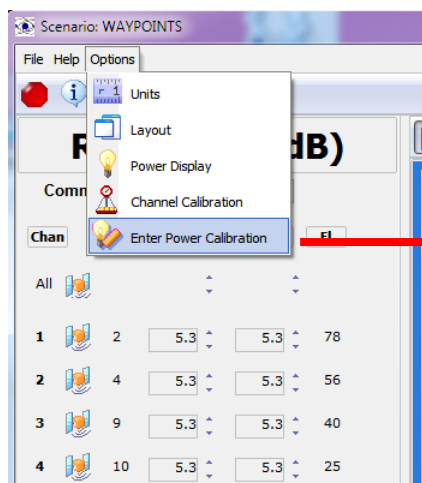 Scenario: WAYPOINTS
File Help Options
Units
Layout
Power Display
Channel Calibration
Enter Power Calibration
dB)
Chan
All
1 2 5.3 5.3 78
2 4 5.3 5.3 56
3 9 5.3 5.3 40
4 10 5.3 5.3 25